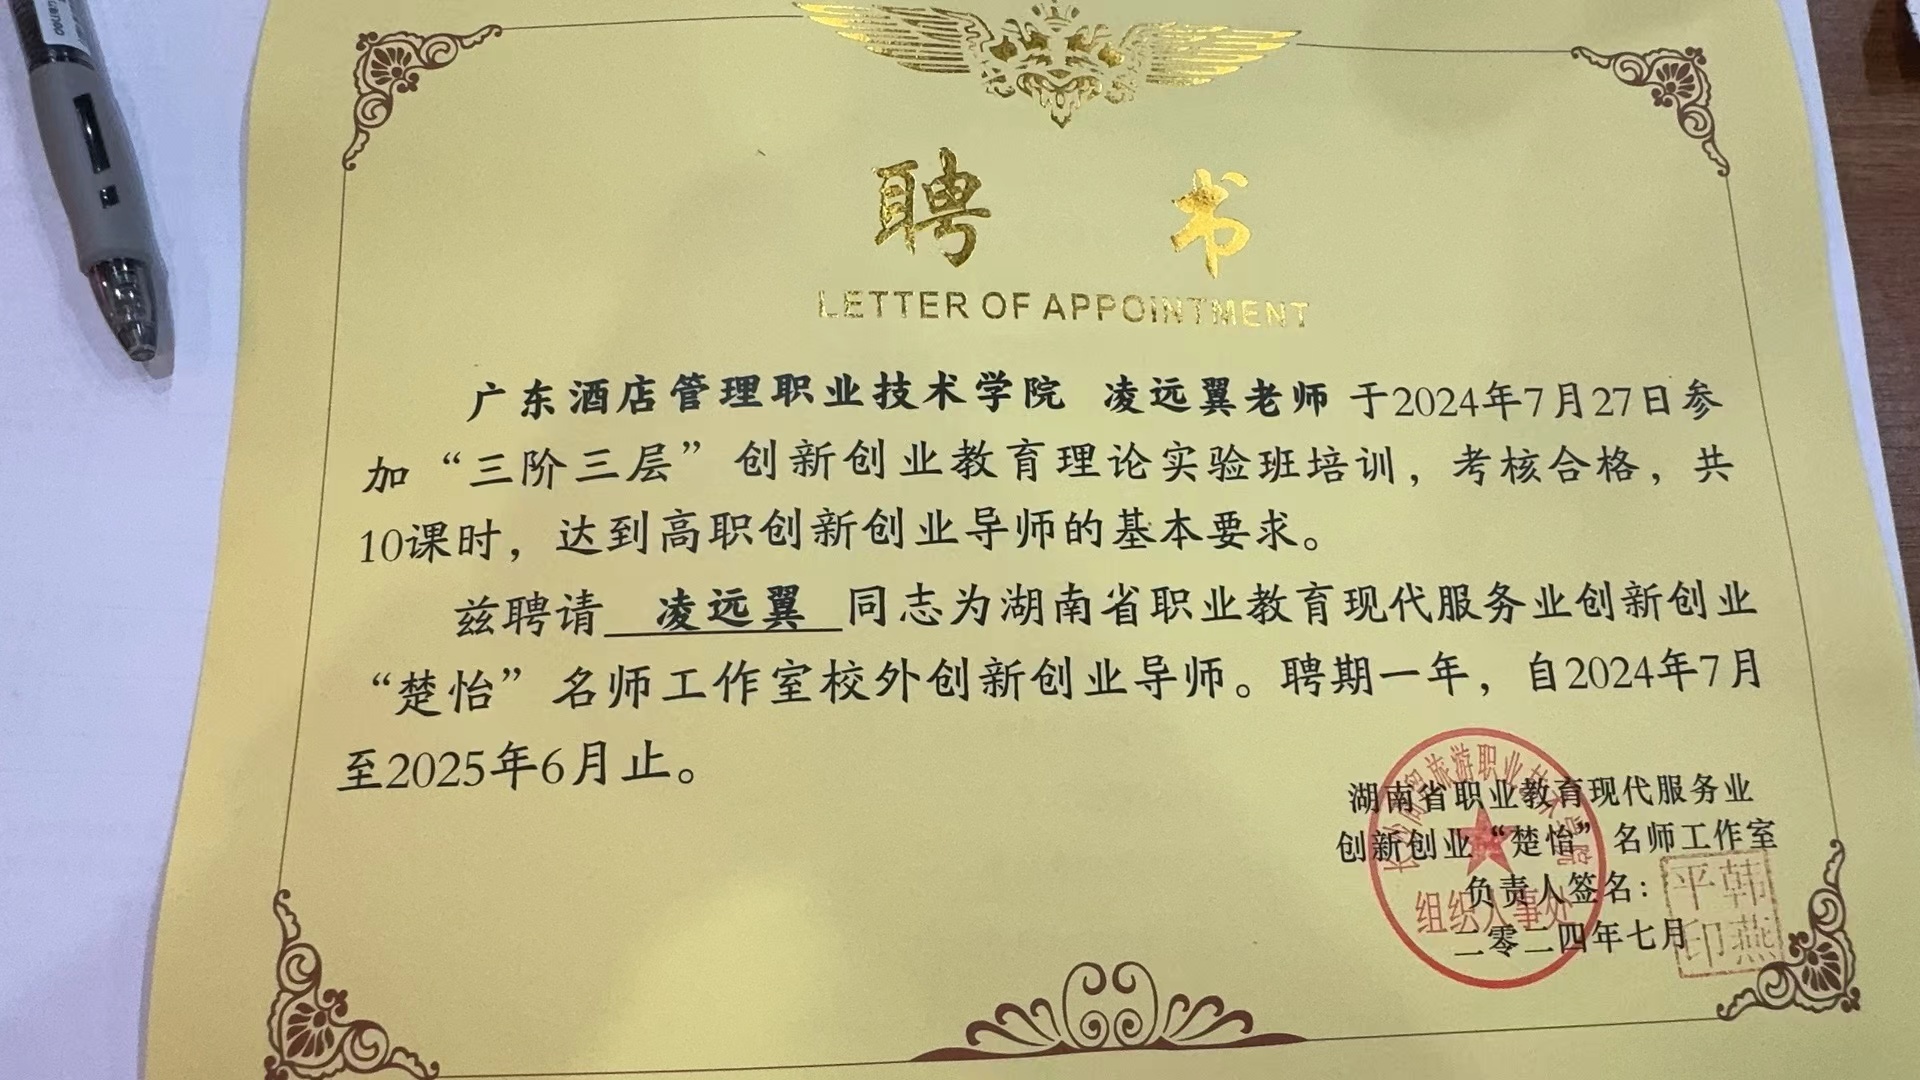 聘书
LETTER OF APPOINTMENT
广东酒店管理职业技术学院 凌远翼老师 于2024年7月27日参
加“三阶三层”创新创业教育理论实验班培训，考核合格，共
10课时，达到高职创新创业导师的基本要求。
兹聘请 凌远翼 同志为湖南省职业教育现代服务业创新创业
“楚怡”名师工作室校外创新创业导师。聘期一年，自2024年7月
至2025年6月止。
湖南省职业教育现代服务业
创新创业“楚怡”名师工作室
负责人签名：
二零二四年七月
旅游职业技术学院
组织人事处
韩燕平印